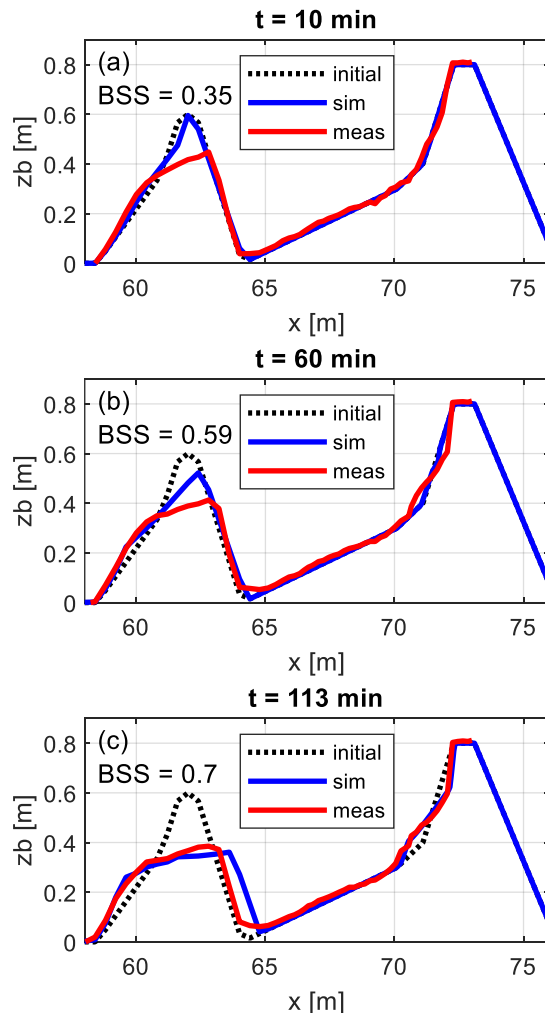 t = 10 min
(a)
BSS = 0.35
initial
sim
meas
zb [m]
0.8
0.6
0.4
0.2
0
60
65
70
75
x [m]
t = 60 min
(b)
BSS = 0.59
initial
sim
meas
zb [m]
0.8
0.6
0.4
0.2
0
60
65
70
75
x [m]
t = 113 min
(c)
BSS = 0.7
initial
sim
meas
zb [m]
0.8
0.6
0.4
0.2
0
60
65
70
75
x [m]